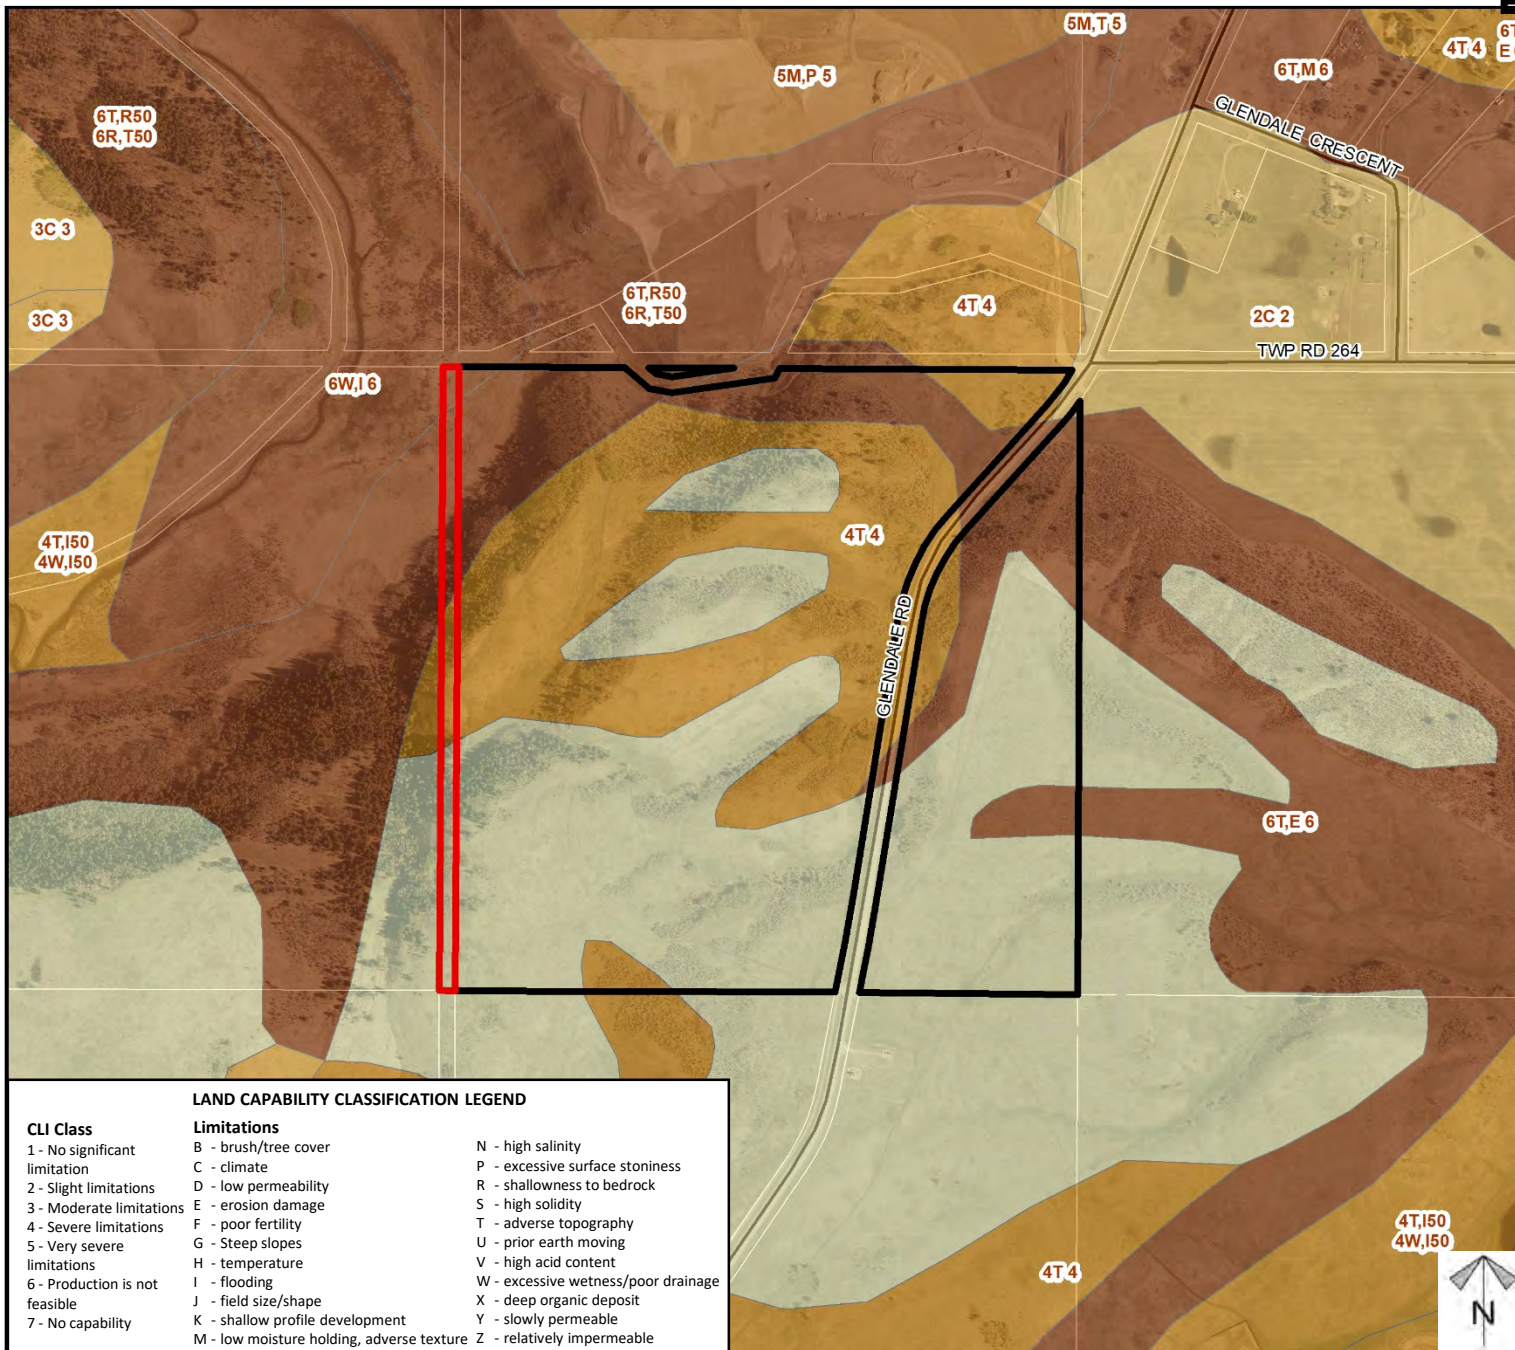 5M,T 5
4T 4
5M,P 5
6T,M 6
GLENDALE CRESCENT
6T,R50
6R,T50
3C 3
3C 3
6T,R50
6R,T50
4T 4
2C 2
TWP RD 264
6W,I 6
4T,I50
4W,I50
4T 4
GLENDALE RD
6T,E 6
4T,I50
4W,I50
4T 4
N
LAND CAPABILITY CLASSIFICATION LEGEND
CLI Class
1 - No significant
limitation
2 - Slight limitations
3 - Moderate limitations
4 - Severe limitations
5 - Very severe
limitations
6 - Production is not
feasible
7 - No capability
Limitations
B - brush/tree cover
C - climate
D - low permeability
E - erosion damage
F - poor fertility
G - Steep slopes
H - temperature
I - flooding
J - field size/shape
K - shallow profile development
M - low moisture holding, adverse texture
N - high salinity
P - excessive surface stoniness
R - shallowness to bedrock
S - high solidity
T - adverse topography
U - prior earth moving
V - high acid content
W - excessive wetness/poor drainage
X - deep organic deposit
Y - slowly permeable
Z - relatively impermeable